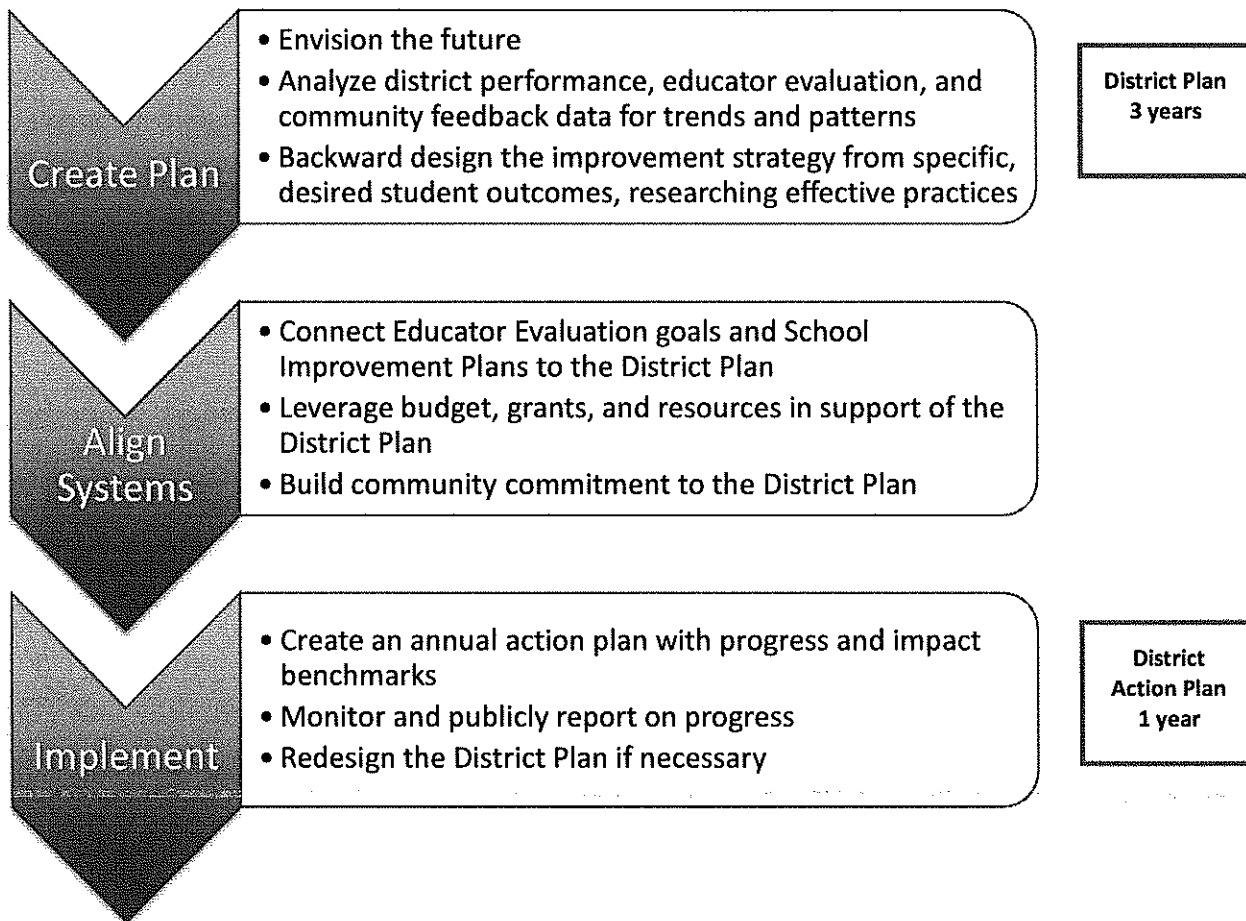 Create Plan
• Envision the future
• Analyze district performance, educator evaluation, and
community feedback data for trends and patterns
• Backward design the improvement strategy from specific,
desired student outcomes, researching effective practices
District Plan
3 years
Align
Systems
• Connect Educator Evaluation goals and School
Improvement Plans to the District Plan
• Leverage budget, grants, and resources in support of the
District Plan
• Build community commitment to the District Plan
Implement
• Create an annual action plan with progress and impact
benchmarks
• Monitor and publicly report on progress
• Redesign the District Plan if necessary
District
Action Plan
1 year